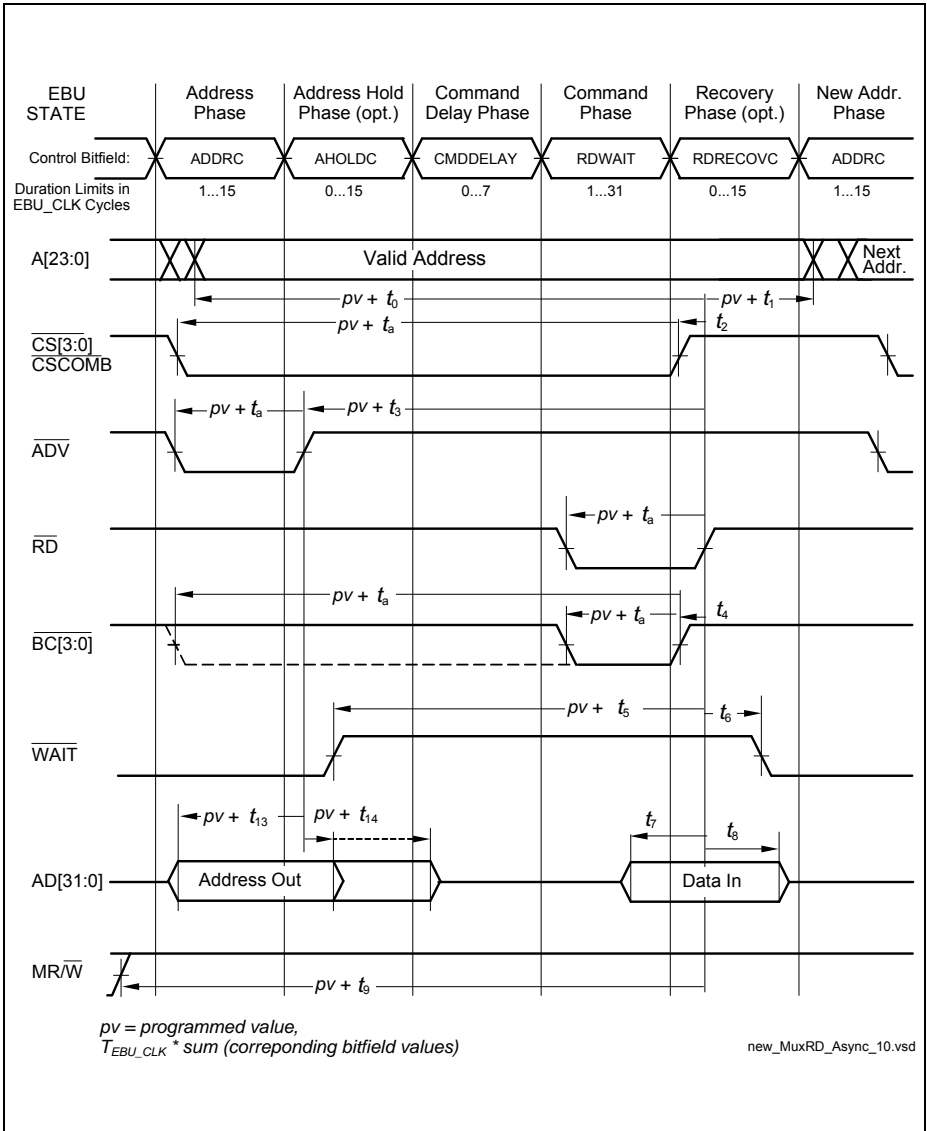 EBU STATE
Address Phase
Address Hold Phase (opt.)
Command Delay Phase
Command Phase
Recovery Phase (opt.)
New Addr. Phase
Control Bitfield: ADDRC AHOLDC CMDDELAY RDWAIT RDRECOVC ADDRC
Duration Limits in EBU_CLK Cycles
1...15 0...15 0...7 1...31 0...15 1...15
A[23:0] Valid Address Next Addr.
pv + t0 pv + t1
pv + ta t2
CS[3:0]
CSCOMB
pv + ta pv + t3
ADV
pv + ta
RD
pv + ta
pv + ta t4
BC[3:0]
pv + t5 t6
WAIT
pv + t13 pv + t14 t7 t8
AD[31:0] Address Out Data In
MR/W
pv + t9
pv = programmed value,
TEBU_CLK * sum (correponding bitfield values)
new_MuxRD_Async_10.vsd